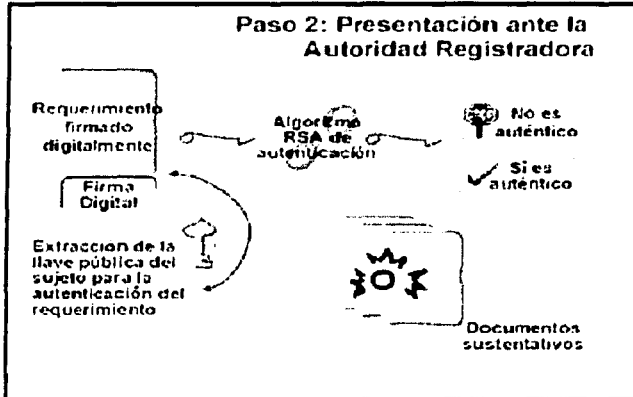 Paso 2: Presentación ante la
Autoridad Registradora
Requerimiento
firmado
digitalmente
Firma
Digital
Algoritmo
RSA de
autenticación
No es
auténtico
Si es
auténtico
Extracción de la
llave pública del
sujeto para la
autenticación del
requerimiento
Documentos
sustentativos